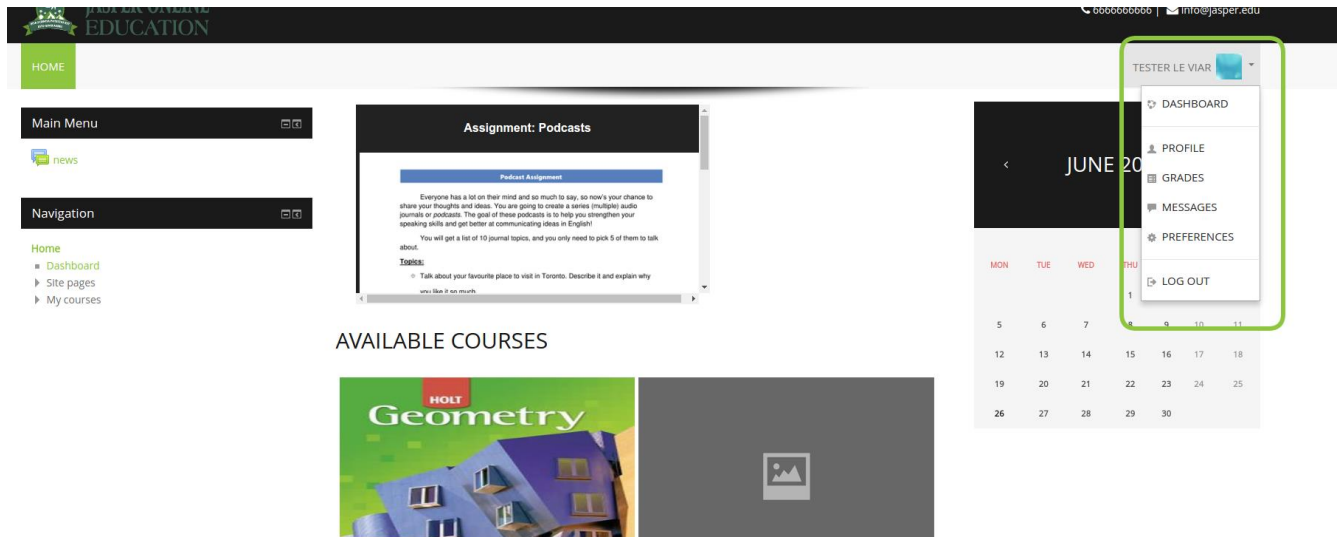 JASPER ONLINE
EDUCATION
6666666666 | info@jasper.edu
HOME
TESTER LE VIAR
DASHBOARD
PROFILE
GRADES
MESSAGES
PREFERENCES
LOG OUT
Main Menu
news
Navigation
Home
Dashboard
Site pages
My courses
Assignment: Podcasts
Podcast Assignment
Everyone has a lot on their mind and so much to say, so now's your chance to
share your thoughts and ideas. You are going to create a series (multiple) audio
journals or podcasts. The goal of these podcasts is to help you strengthen your
speaking skills and get better at communicating ideas in English!
You will get a list of 10 journal topics, and you only need to pick 5 of them to talk
about.
Topics:
Talk about your favourite place to visit in Toronto. Describe it and explain why
you like it so much
JUNE 20
MON TUE WED THU
1
5 6 7 8 9 10 11
12 13 14 15 16 17 18
19 20 21 22 23 24 25
26 27 28 29 30
AVAILABLE COURSES
HOLT
Geometry